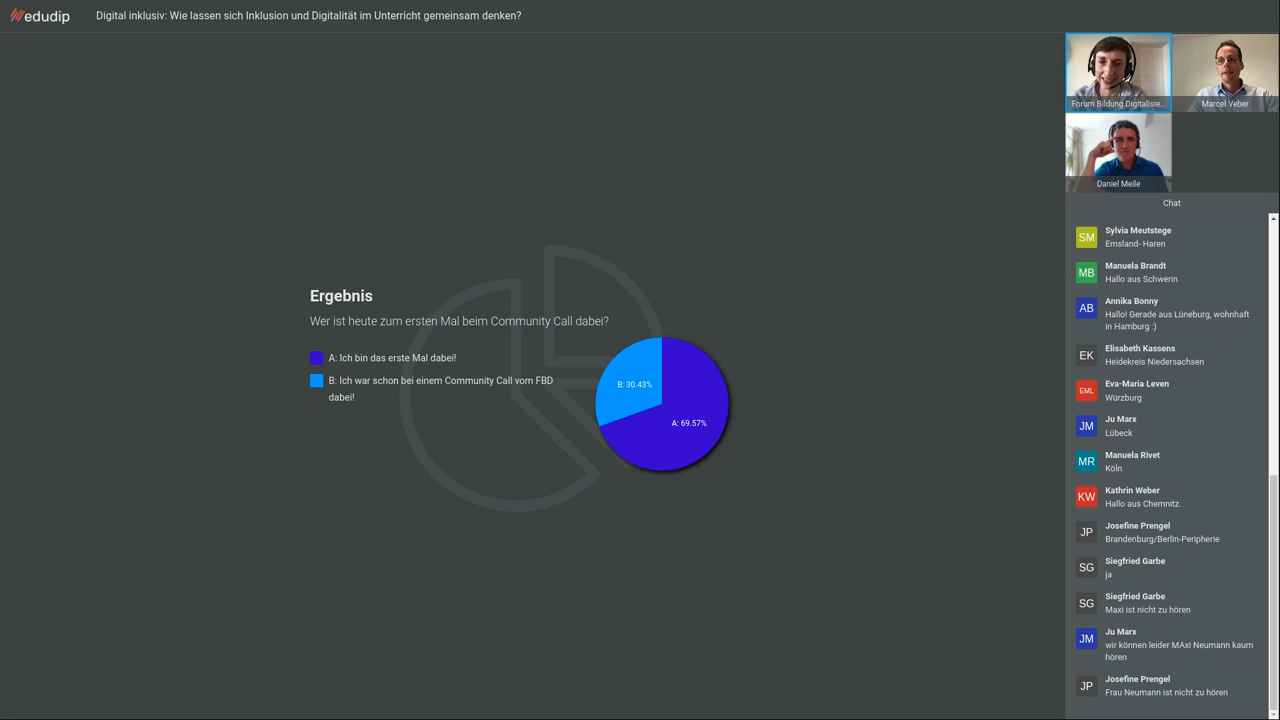 edudip
Digital inklusiv: Wie lassen sich Inklusion und Digitalität im Unterricht gemeinsam denken?
Forum Bildung Digitalisie...
Marcel Veber
Daniel Meile
Ergebnis
Wer ist heute zum ersten Mal beim Community Call dabei?
A: Ich bin das erste Mal dabei!
B: Ich war schon bei einem Community Call vom FBD
dabei!
B: 30.43%
A: 69.57%
Chat
SM
Sylvia Meutstege
Emsland- Haren
MB
Manuela Brandt
Hallo aus Schwerin
AB
Annika Bonny
Hallo! Gerade aus Lüneburg, wohnhaft
in Hamburg :)
EK
Elisabeth Kassens
Heidekreis Niedersachsen
EML
Eva-Maria Leven
Würzburg
JM
Ju Marx
Lübeck
MR
Manuela Rivet
Köln
KW
Kathrin Weber
Hallo aus Chemnitz.
JP
Josefine Prengel
Brandenburg/Berlin-Peripherie
SG
Siegfried Garbe
ja
SG
Siegfried Garbe
Maxi ist nicht zu hören
JM
Ju Marx
wir können leider MAxi Neumann kaum
hören
JP
Josefine Prengel
Frau Neumann ist nicht zu hören